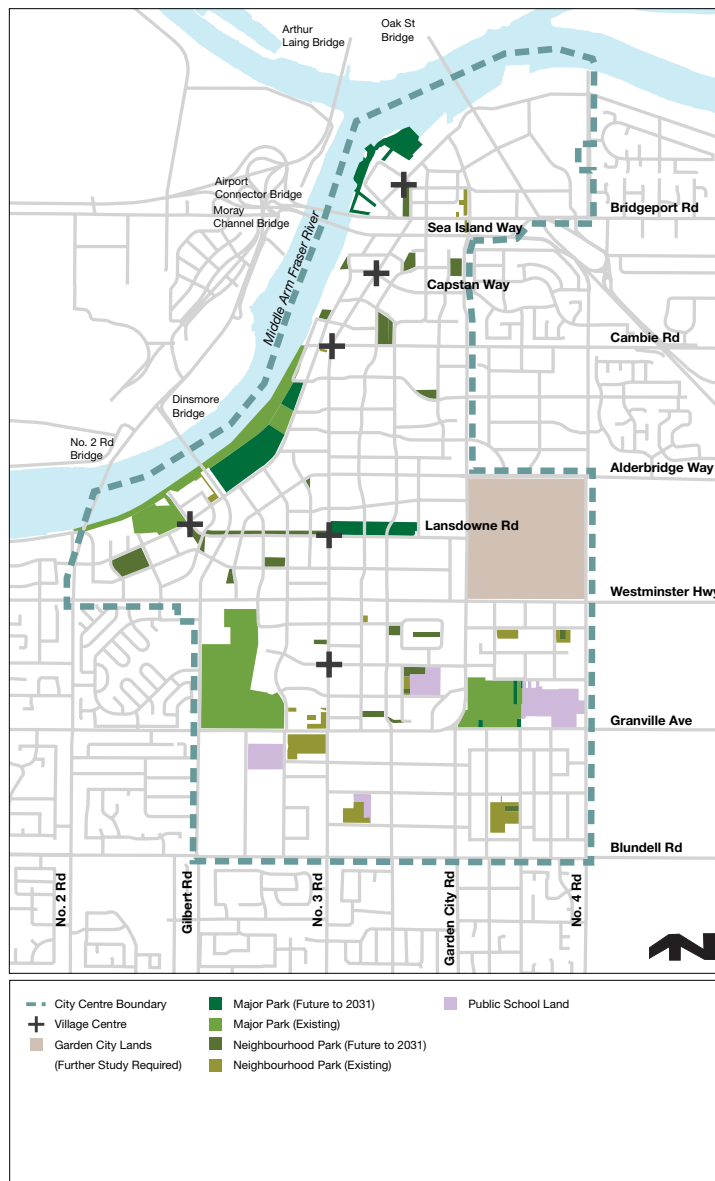 Arthur
Laing Bridge
Oak St
Bridge
Airport
Connector Bridge
Moray
Channel Bridge
Middle Arm Fraser River
Bridgeport Rd
Sea Island Way
Capstan Way
Cambie Rd
Dinsmore
Bridge
No. 2 Rd
Bridge
Alderbridge Way
Lansdowne Rd
Westminster Hwy
Granville Ave
Blundell Rd
No. 2 Rd
Gilbert Rd
No. 3 Rd
Garden City Rd
No. 4 Rd
N
City Centre Boundary
Village Centre
Garden City Lands
(Further Study Required)
Major Park (Future to 2031)
Major Park (Existing)
Neighbourhood Park (Future to 2031)
Neighbourhood Park (Existing)
Public School Land